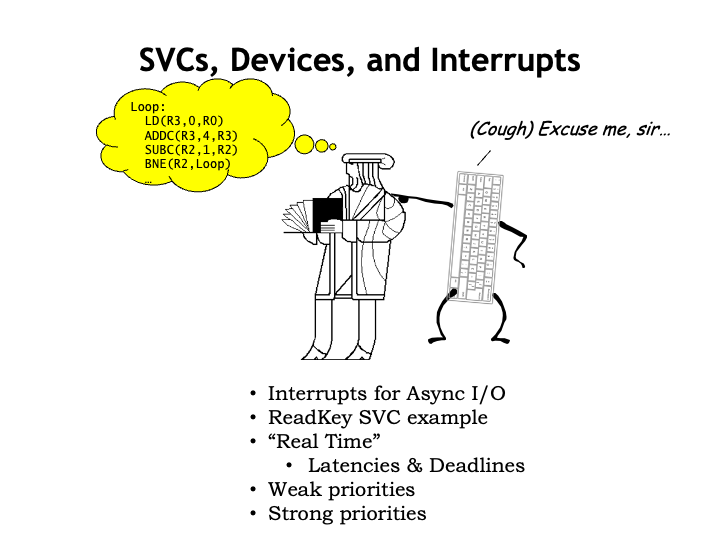 SVCs, Devices, and Interrupts
Loop:
LD(R3,0,R0)
ADDC(R3,4,R3)
SUBC(R2,1,R2)
BNE(R2,Loop)
…
(Cough) Excuse me, sir…
• Interrupts for Async I/O
• ReadKey SVC example
• “Real Time”
• Latencies & Deadlines
• Weak priorities
• Strong priorities